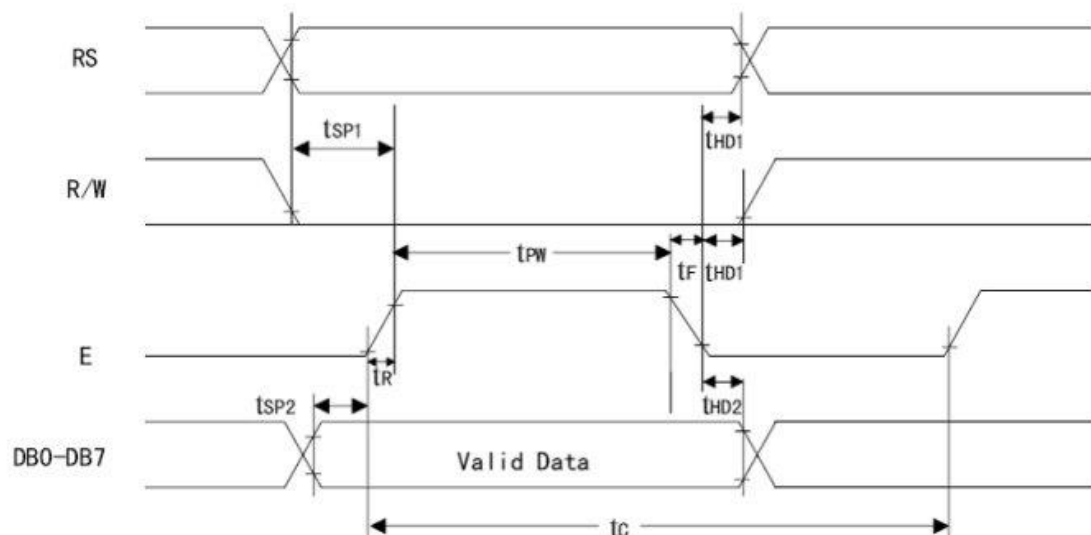 RS
tSP1
tHD1
R/W
tPW
tF
tHD1
E
tR
tSP2
tHD2
DB0-DB7
Valid Data
tC